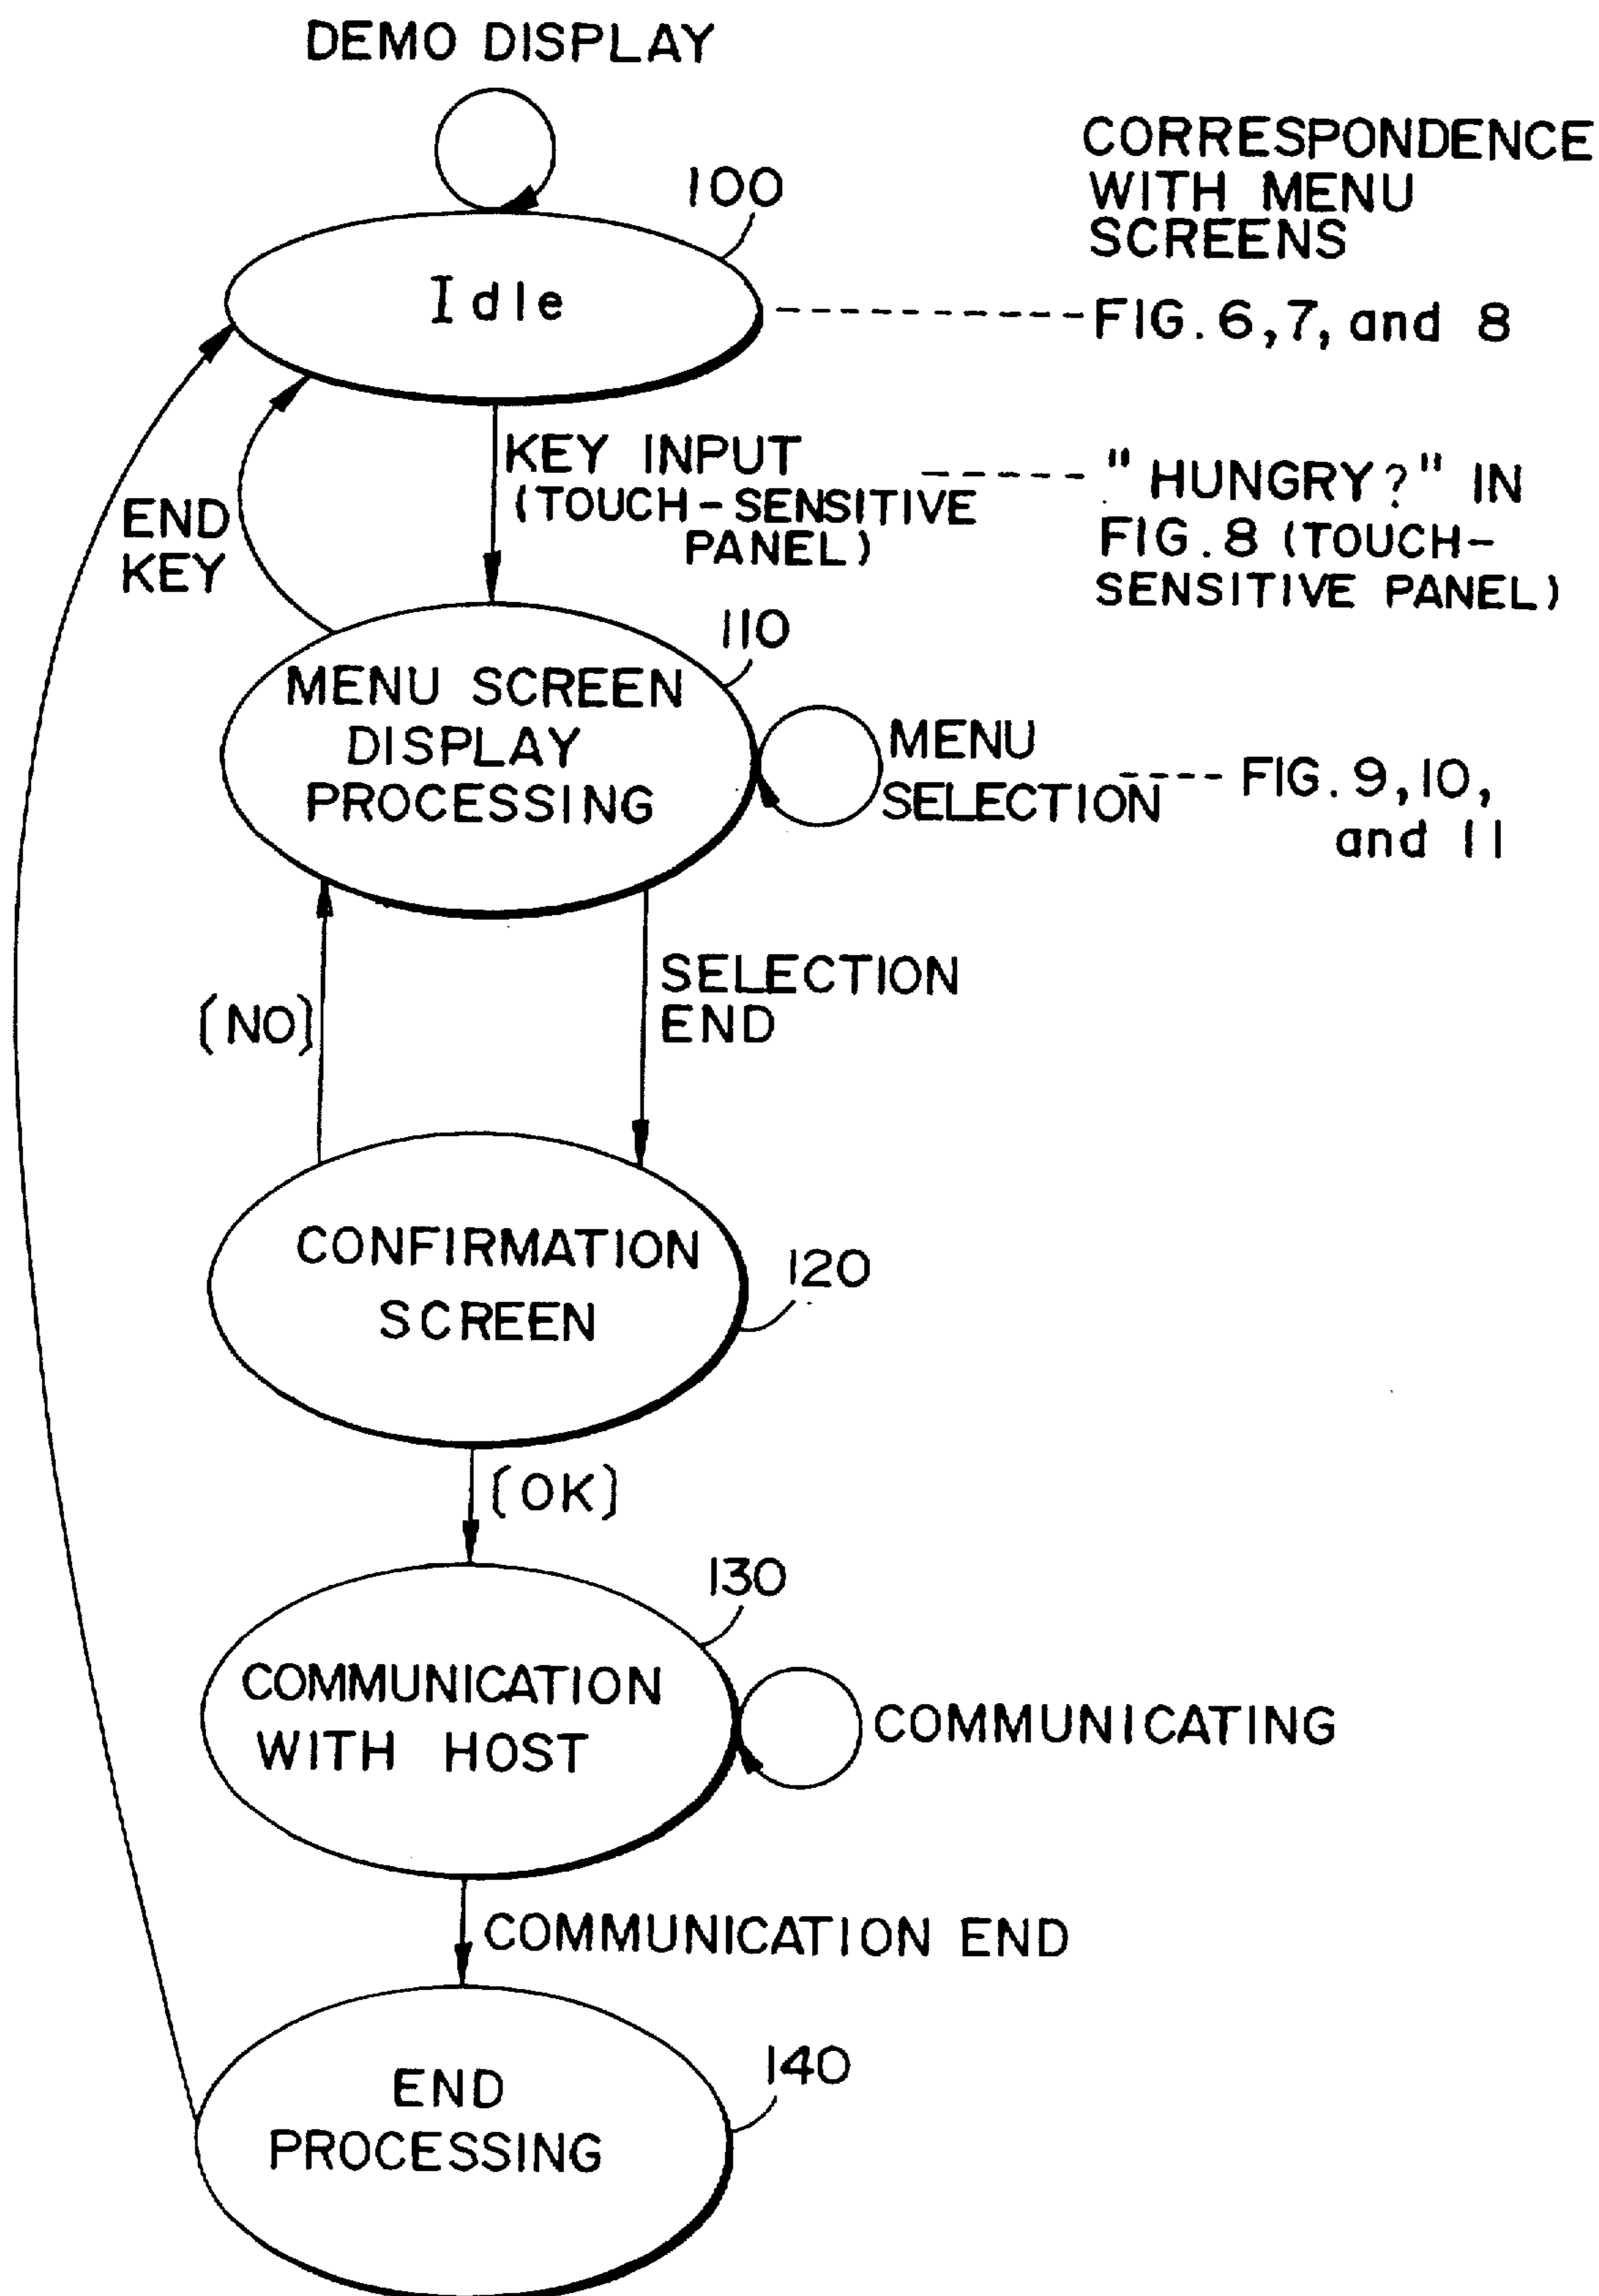 DEMO DISPLAY
100
CORRESPONDENCE
WITH MENU
SCREENS
Idle
FIG. 6, 7, and 8
KEY INPUT
(TOUCH-SENSITIVE
PANEL)
"HUNGRY?" IN
FIG. 8 (TOUCH-
SENSITIVE PANEL)
END
KEY
110
MENU SCREEN
DISPLAY
PROCESSING
MENU
SELECTION
FIG. 9, 10,
and 11
[NO]
SELECTION
END
CONFIRMATION
SCREEN
120
[OK]
130
COMMUNICATION
WITH HOST
COMMUNICATING
COMMUNICATION END
140
END
PROCESSING